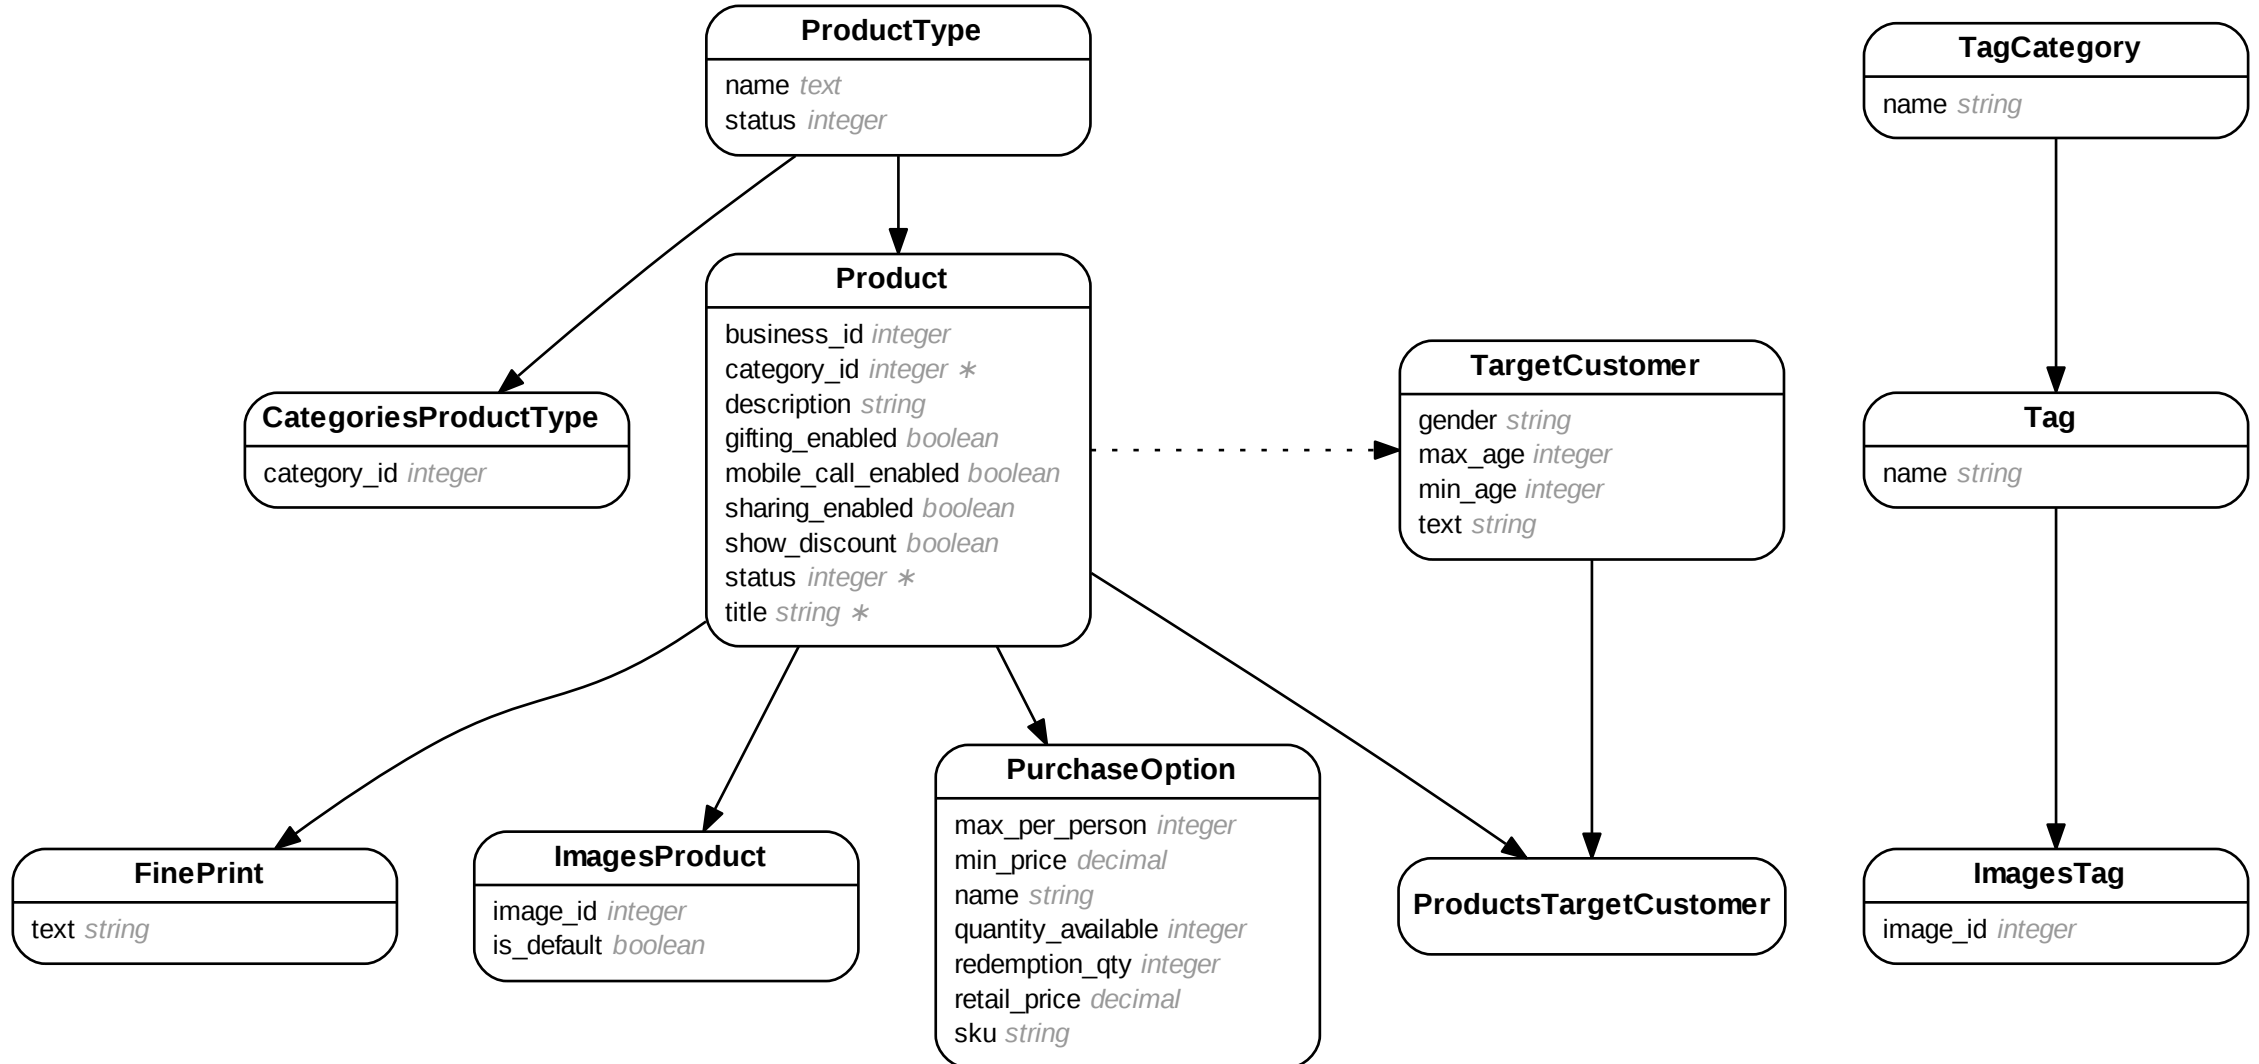 ProductType
name text
status integer
TagCategory
name string
Product
business_id integer
category_id integer ∗
description string
gifting_enabled boolean
mobile_call_enabled boolean
sharing_enabled boolean
show_discount boolean
status integer ∗
title string ∗
TargetCustomer
gender string
max_age integer
min_age integer
text string
CategoriesProductType
category_id integer
Tag
name string
FinePrint
text string
ImagesProduct
image_id integer
is_default boolean
PurchaseOption
max_per_person integer
min_price decimal
name string
quantity_available integer
redemption_qty integer
retail_price decimal
sku string
ProductsTargetCustomer
ImagesTag
image_id integer